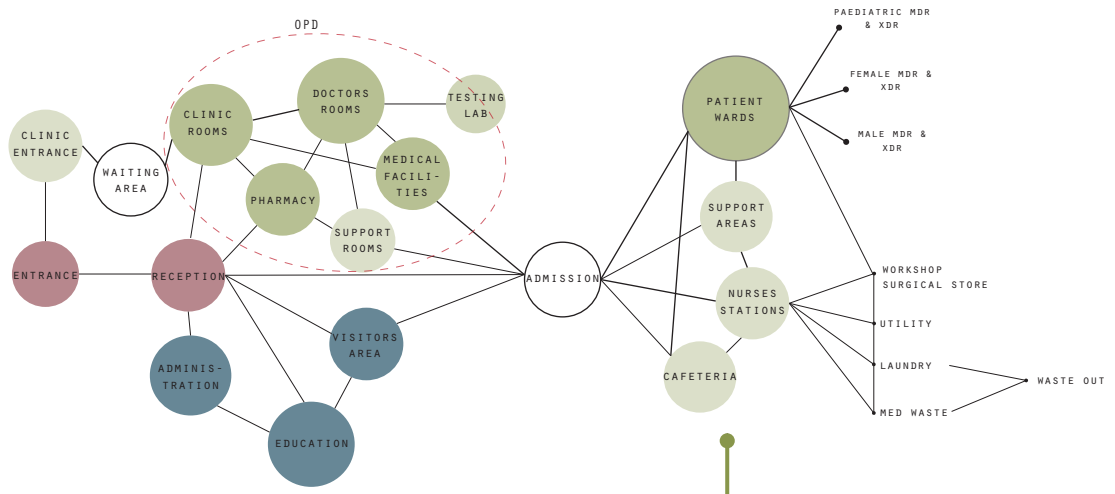 OPD
CLINIC
ENTRANCE
WAITING
AREA
CLINIC
ROOMS
DOCTORS
ROOMS
TESTING
LAB
MEDICAL
FACILI-
TIES
PHARMACY
SUPPORT
ROOMS
ENTRANCE
RECEPTION
ADMINIS-
TRATION
VISITORS
AREA
EDUCATION
ADMISSION
PATIENT
WARDS
PAEDIATRIC MDR
& XDR
FEMALE MDR &
XDR
MALE MDR &
XDR
SUPPORT
AREAS
NURSES
STATIONS
CAFETERIA
WORKSHOP
SURGICAL STORE
UTILITY
LAUNDRY
MED WASTE
WASTE OUT